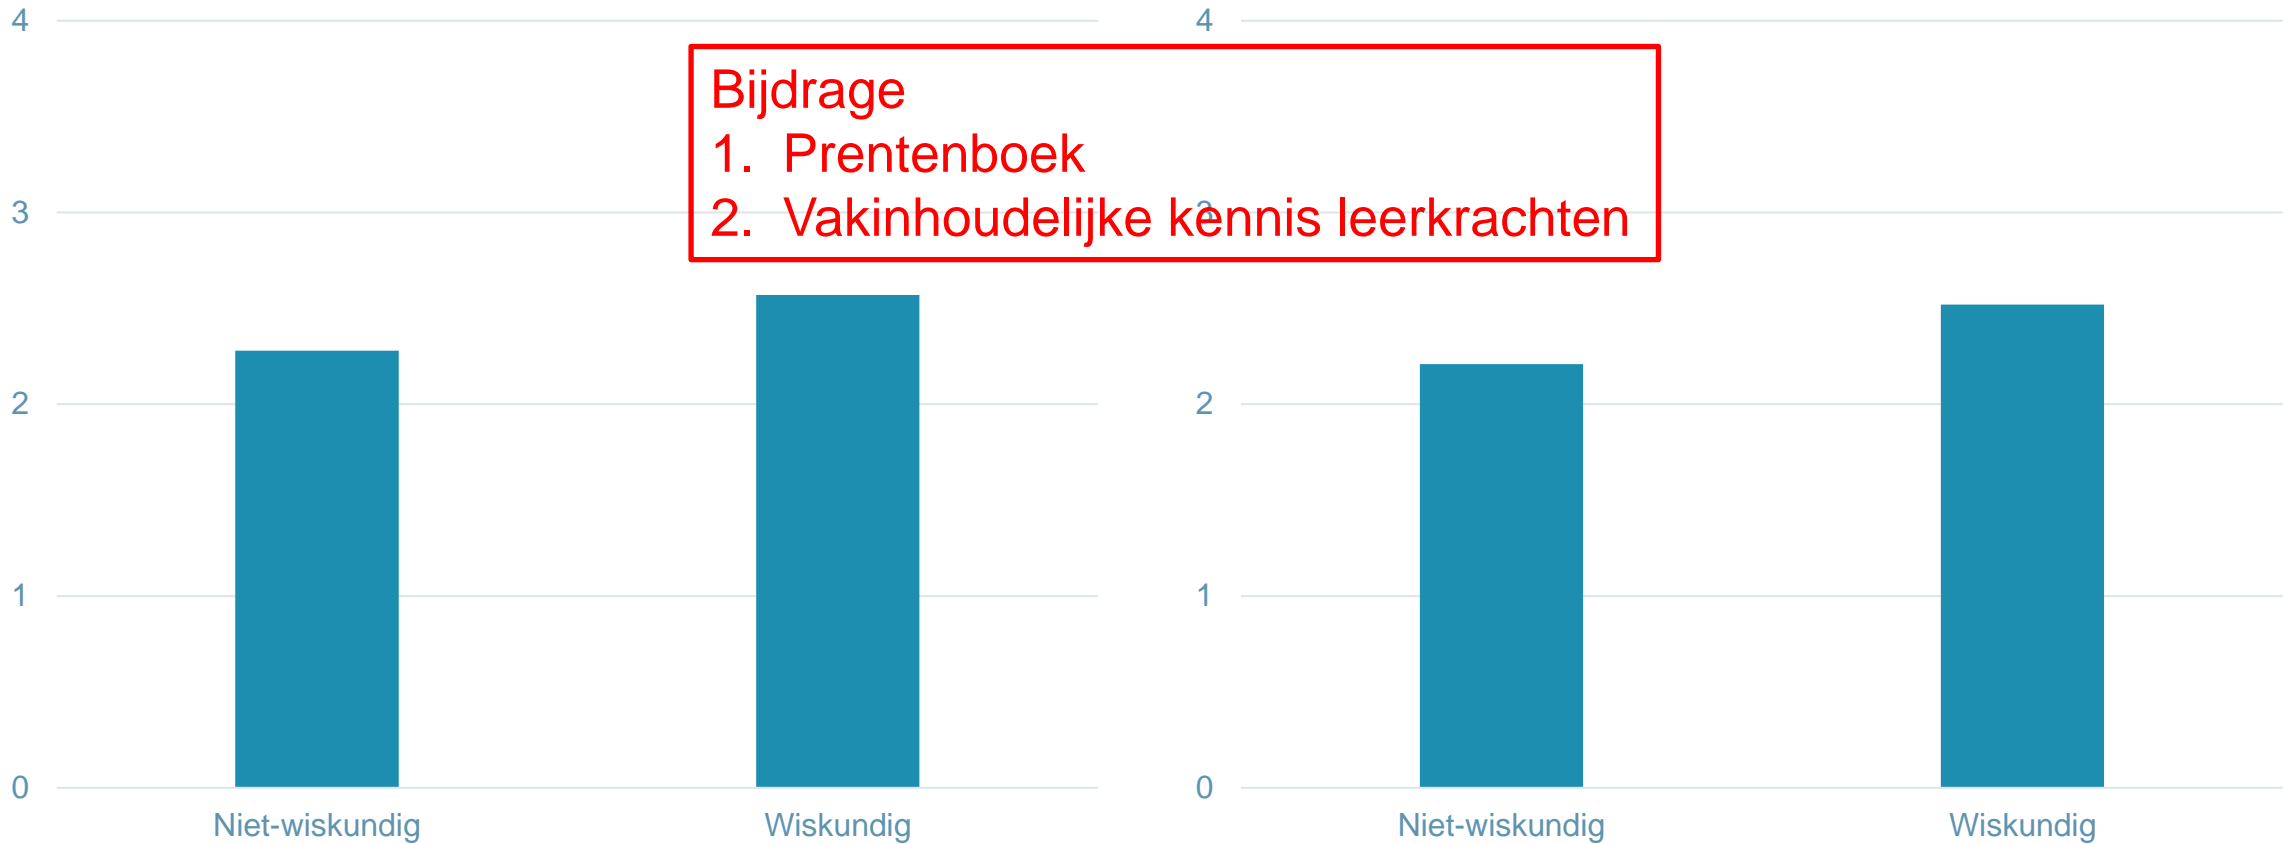 4
3
2
1
0
Niet-wiskundig Wiskundig
Bijdrage
1. Prentenboek
2. Vakinhoudelijke kennis leerkrachten
4
3
2
1
0
Niet-wiskundig Wiskundig